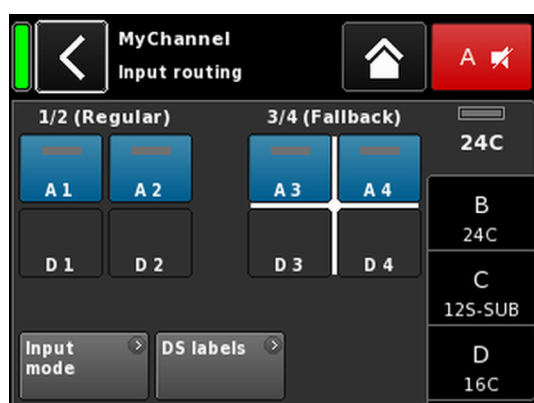 MyChannel
Input routing
A
1/2 (Regular)
3/4 (Fallback)
24C
A 1
A 2
A 3
A 4
B
24C
D 1
D 2
D 3
D 4
C
12S-SUB
Input mode
DS labels
D
16C